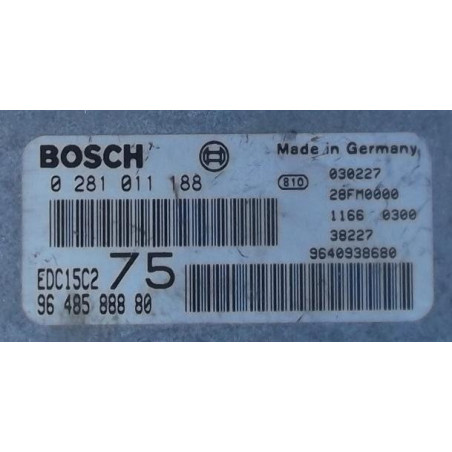 BOSCH
Made in Germany
0 281 011 188
810
030227
28FM0000
1166 0300
38227
9640938680
EDC15C2 75
96 485 888 80